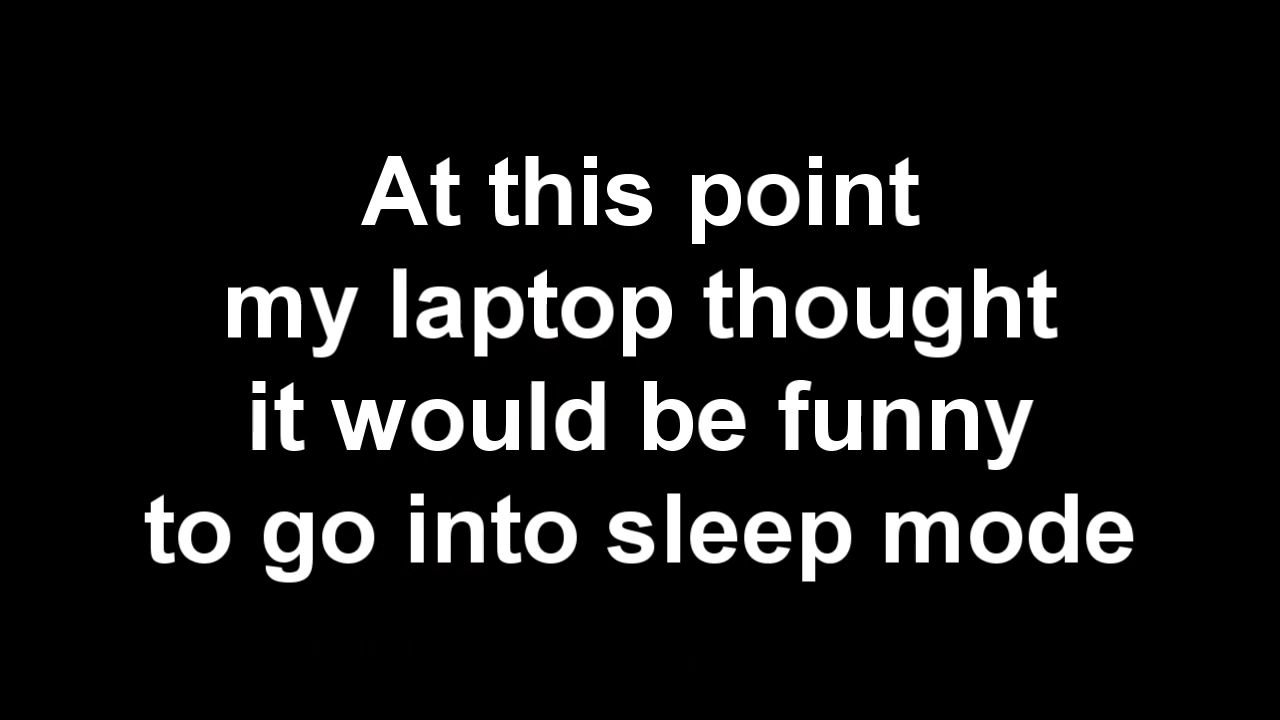 At this point
my laptop thought
it would be funny
to go into sleep mode